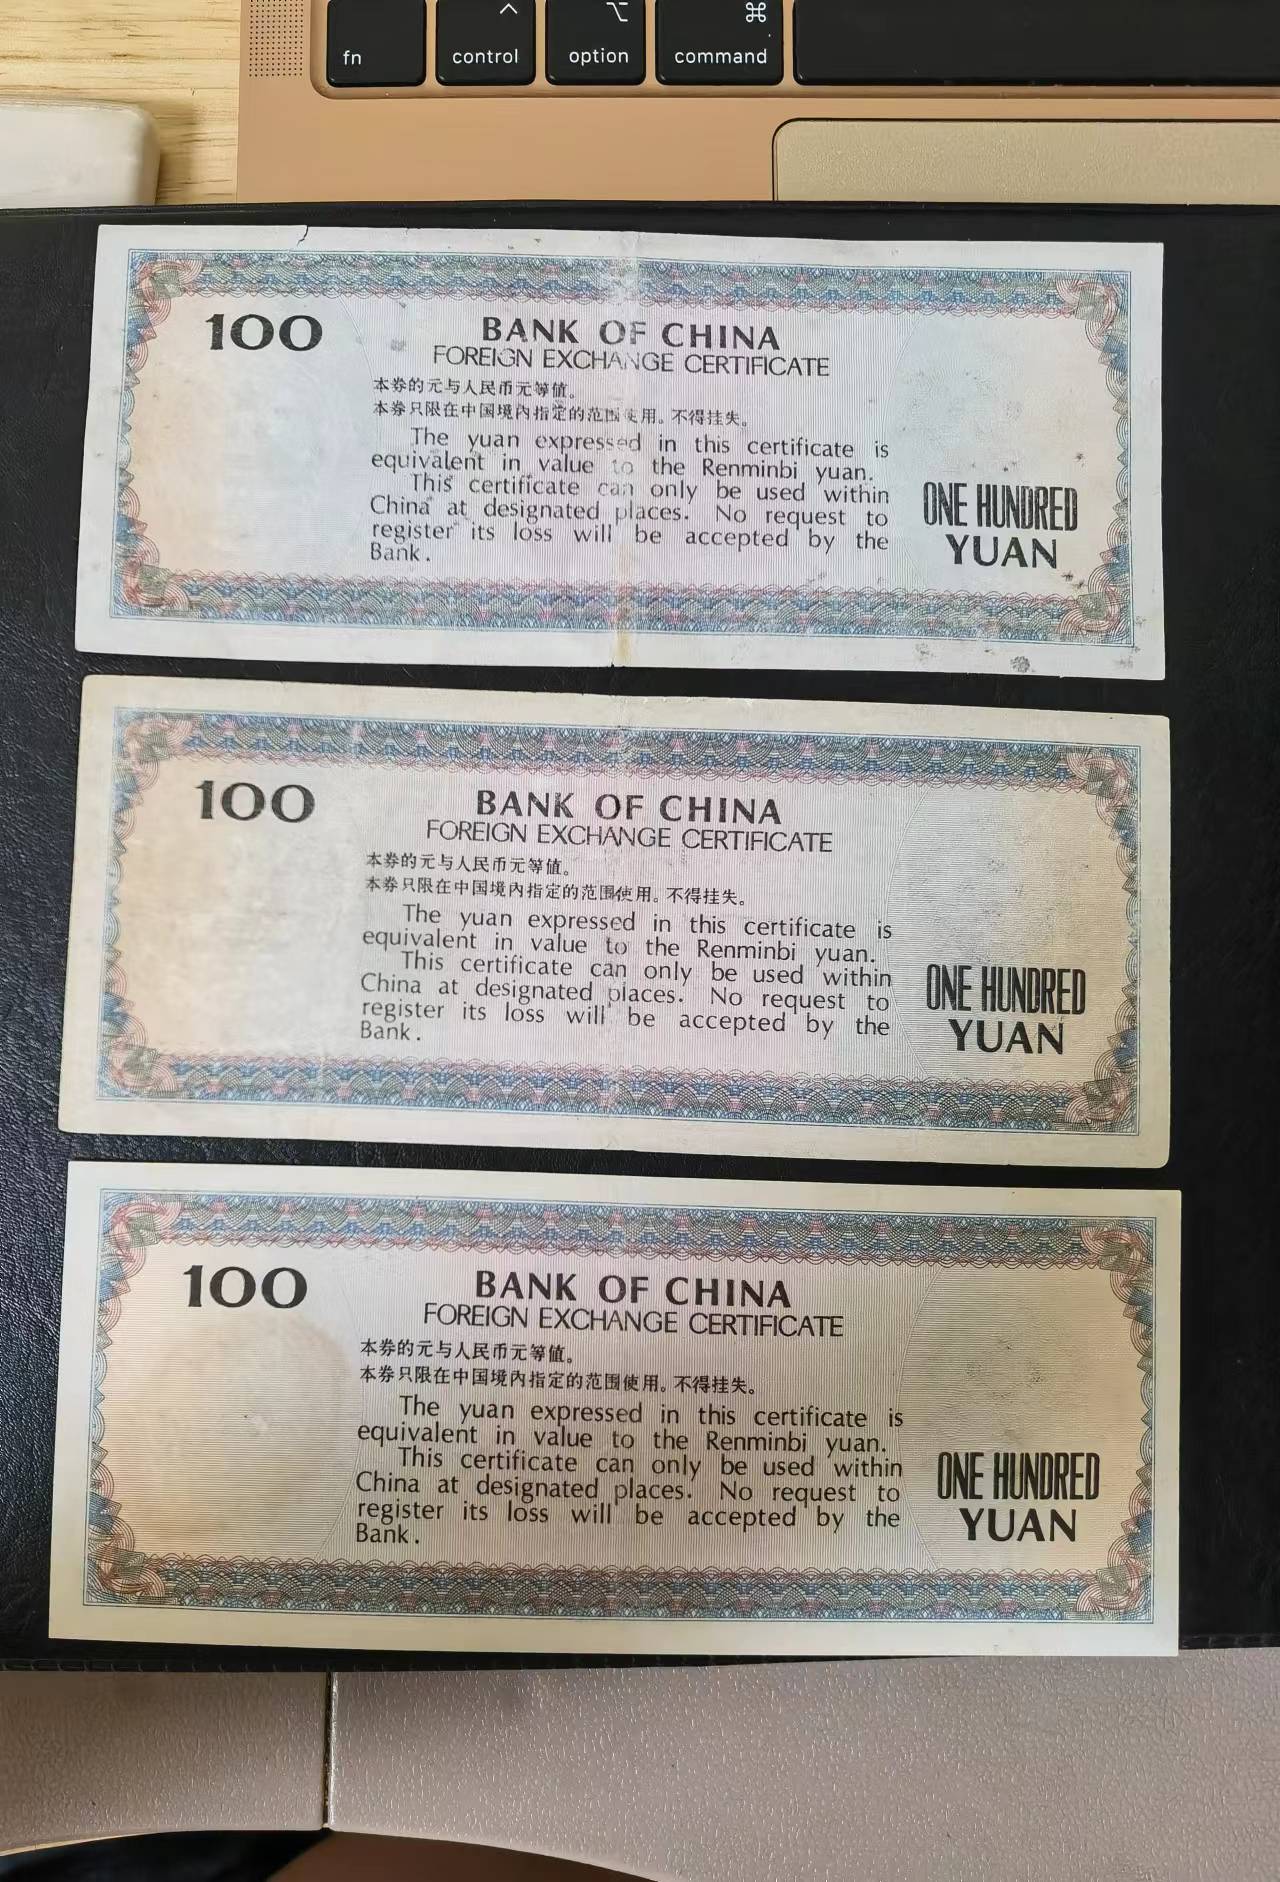 fn
control
option
command
100
BANK OF CHINA
FOREIGN EXCHANGE CERTIFICATE
本券的元与人民币元等值。
本券只限在中国境内指定的范围使用。不得挂失。
The yuan expressed in this certificate is
equivalent in value to the Renminbi yuan.
This certificate can only be used within
China at designated places. No request to
register its loss will be accepted by the
Bank.
ONE HUNDRED
YUAN
100
BANK OF CHINA
FOREIGN EXCHANGE CERTIFICATE
本券的元与人民币元等值。
本券只限在中国境内指定的范围使用。不得挂失。
The yuan expressed in this certificate is
equivalent in value to the Renminbi yuan.
This certificate can only be used within
China at designated places. No request to
register its loss will be accepted by the
Bank.
ONE HUNDRED
YUAN
100
BANK OF CHINA
FOREIGN EXCHANGE CERTIFICATE
本券的元与人民币元等值。
本券只限在中国境内指定的范围使用。不得挂失。
The yuan expressed in this certificate is
equivalent in value to the Renminbi yuan.
This certificate can only be used within
China at designated places. No request to
register its loss will be accepted by the
Bank.
ONE HUNDRED
YUAN